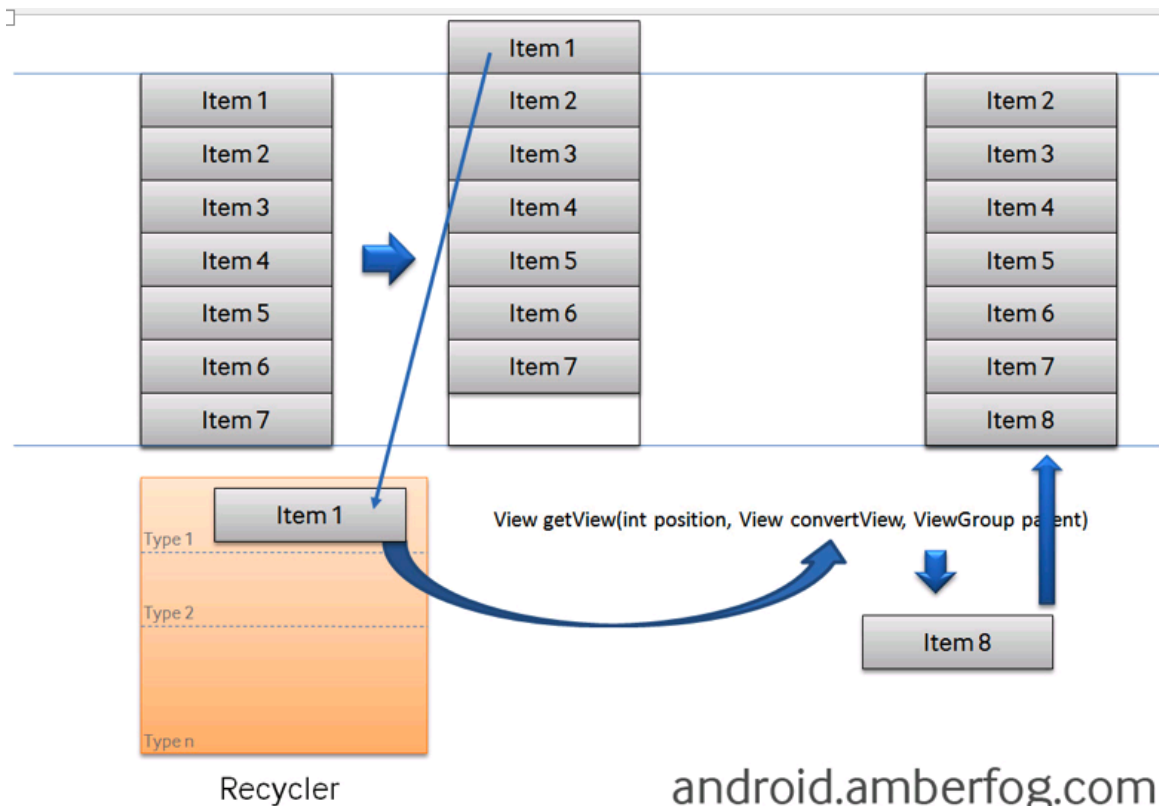 Item 1
Item 2
Item 3
Item 4
Item 5
Item 6
Item 7
Item 1
Item 2
Item 3
Item 4
Item 5
Item 6
Item 7
Item 2
Item 3
Item 4
Item 5
Item 6
Item 7
Item 8
Item 1
Type 1
Type 2
Type n
Recycler
View getView(int position, View convertView, ViewGroup parent)
Item 8
android.amberfog.com